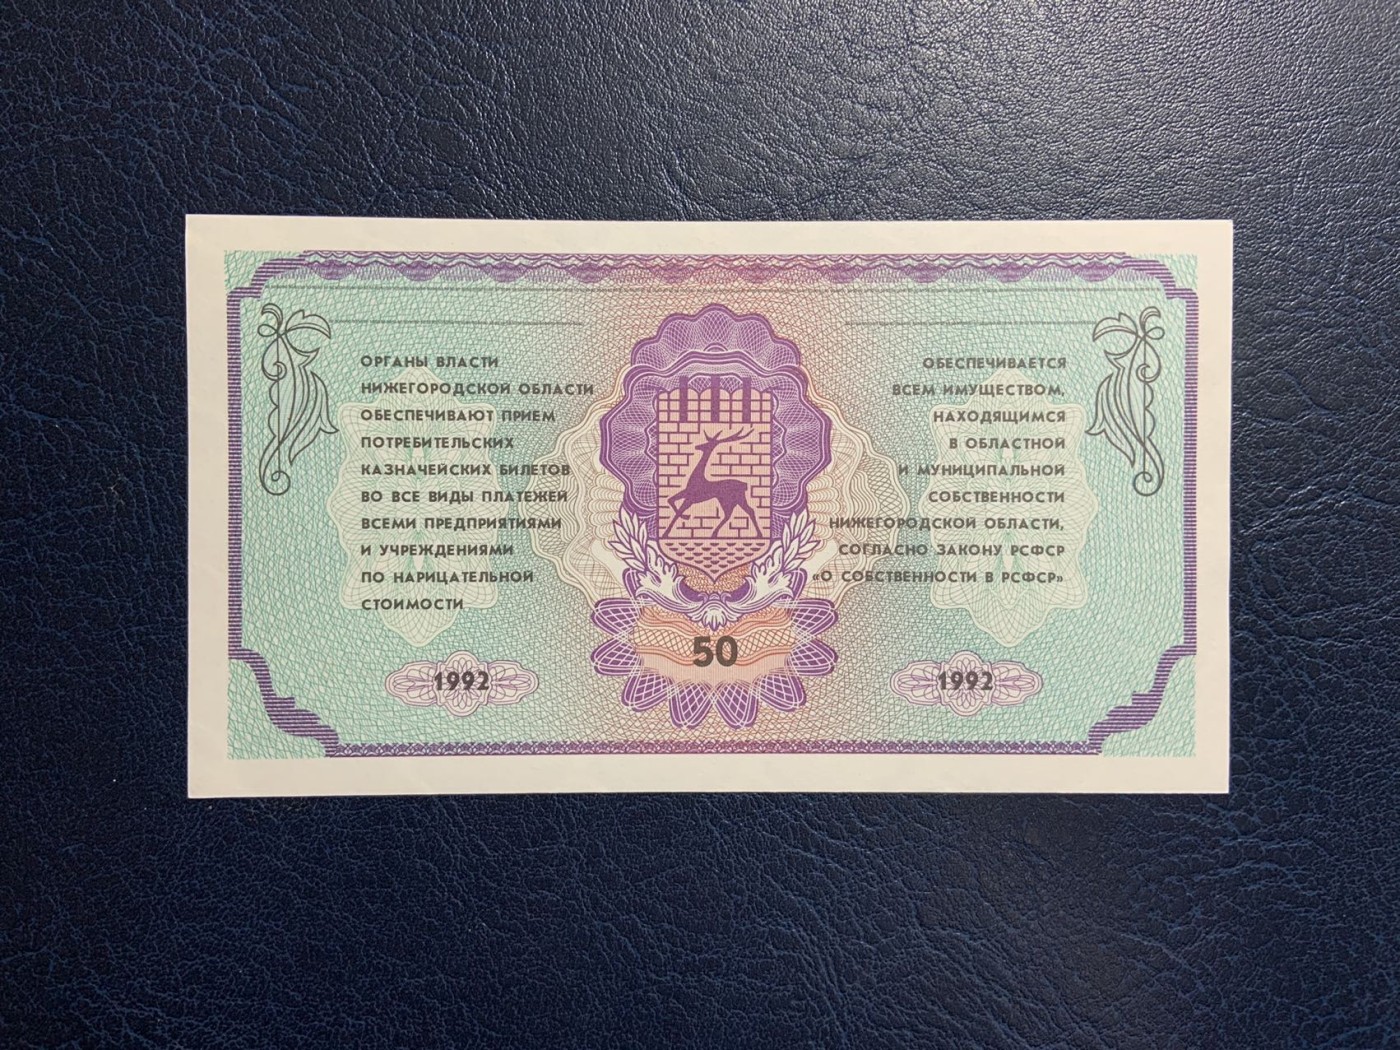 ОРГАНЫ ВЛАСТИ
НИЖЕГОРОДСКОЙ ОБЛАСТИ
ОБЕСПЕЧИВАЮТ ПРИЕМ
ПОТРЕБИТЕЛЬСКИХ
КАЗНАЧЕЙСКИХ БИЛЕТОВ
ВО ВСЕ ВИДЫ ПЛАТЕЖЕЙ
ВСЕМИ ПРЕДПРИЯТИЯМИ
И УЧРЕЖДЕНИЯМИ
ПО НАРИЦАТЕЛЬНОЙ
СТОИМОСТИ
ОБЕСПЕЧИВАЕТСЯ
ВСЕМ ИМУЩЕСТВОМ,
НАХОДЯЩИМСЯ
В ОБЛАСТНОЙ
И МУНИЦИПАЛЬНОЙ
СОБСТВЕННОСТИ
НИЖЕГОРОДСКОЙ ОБЛАСТИ,
СОГЛАСНО ЗАКОНУ РСФСР
«О СОБСТВЕННОСТИ В РСФСР»
50
1992
1992